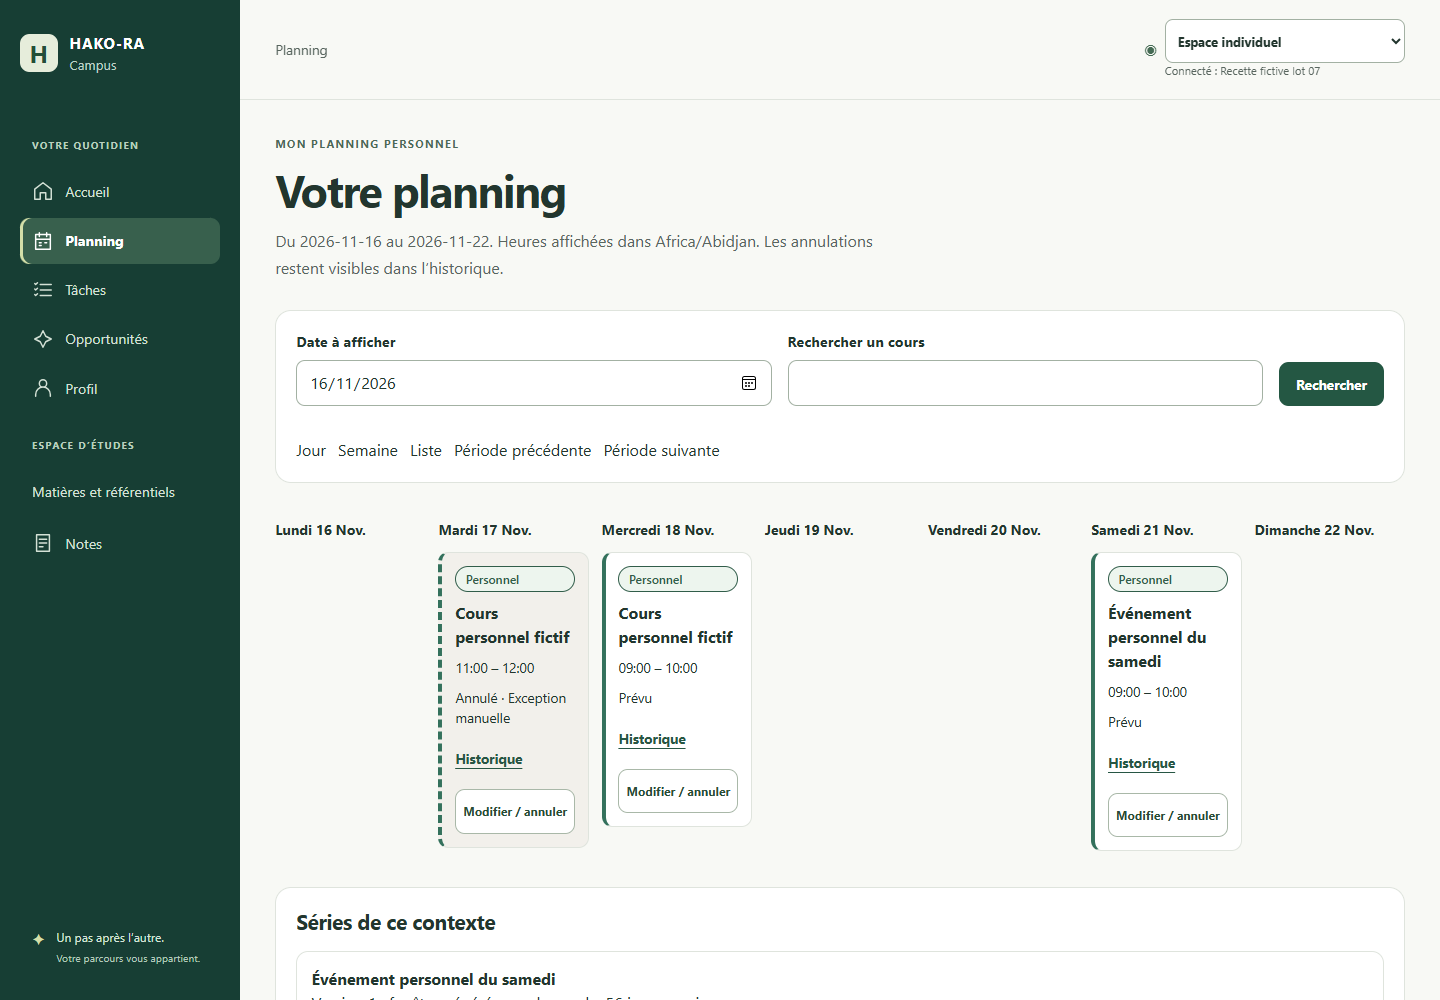 H
HAKO-RA
Campus
VOTRE QUOTIDIEN
Accueil
Planning
Tâches
Opportunités
Profil
ESPACE D'ÉTUDES
Matières et référentiels
Notes
Un pas après l'autre.
Votre parcours vous appartient.
Planning
Espace individuel
Connecté : Recette fictive lot 07
MON PLANNING PERSONNEL
Votre planning
Du 2026-11-16 au 2026-11-22. Heures affichées dans Africa/Abidjan. Les annulations
restent visibles dans l'historique.
Date à afficher
16/11/2026
Rechercher un cours
Rechercher
Jour Semaine Liste Période précédente Période suivante
Lundi 16 Nov.
Mardi 17 Nov.
Personnel
Cours
personnel fictif
11:00 – 12:00
Annulé · Exception
manuelle
Historique
Modifier / annuler
Mercredi 18 Nov.
Personnel
Cours
personnel fictif
09:00 – 10:00
Prévu
Historique
Modifier / annuler
Jeudi 19 Nov.
Vendredi 20 Nov.
Samedi 21 Nov.
Personnel
Événement
personnel du
samedi
09:00 – 10:00
Prévu
Historique
Modifier / annuler
Dimanche 22 Nov.
Séries de ce contexte
Événement personnel du samedi